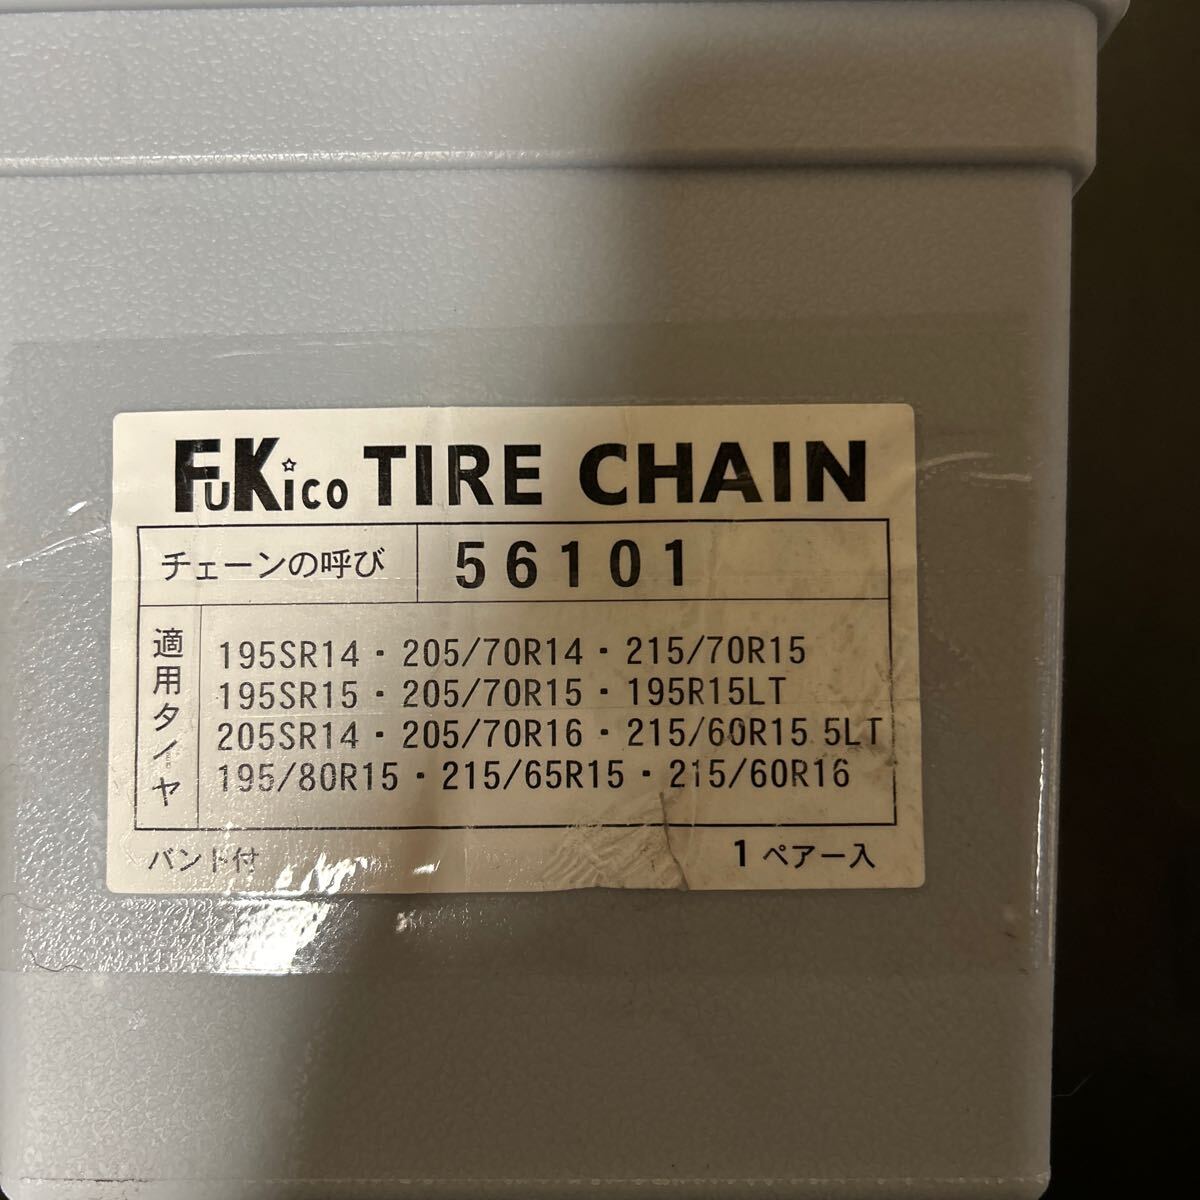 FuKico TIRE CHAIN
チェーンの呼び 56101
適用タイヤ
195SR14・205/70R14・215/70R15
195SR15・205/70R15・195R15LT
205SR14・205/70R16・215/60R15 5LT
195/80R15・215/65R15・215/60R16
バンド付 1ペアー入